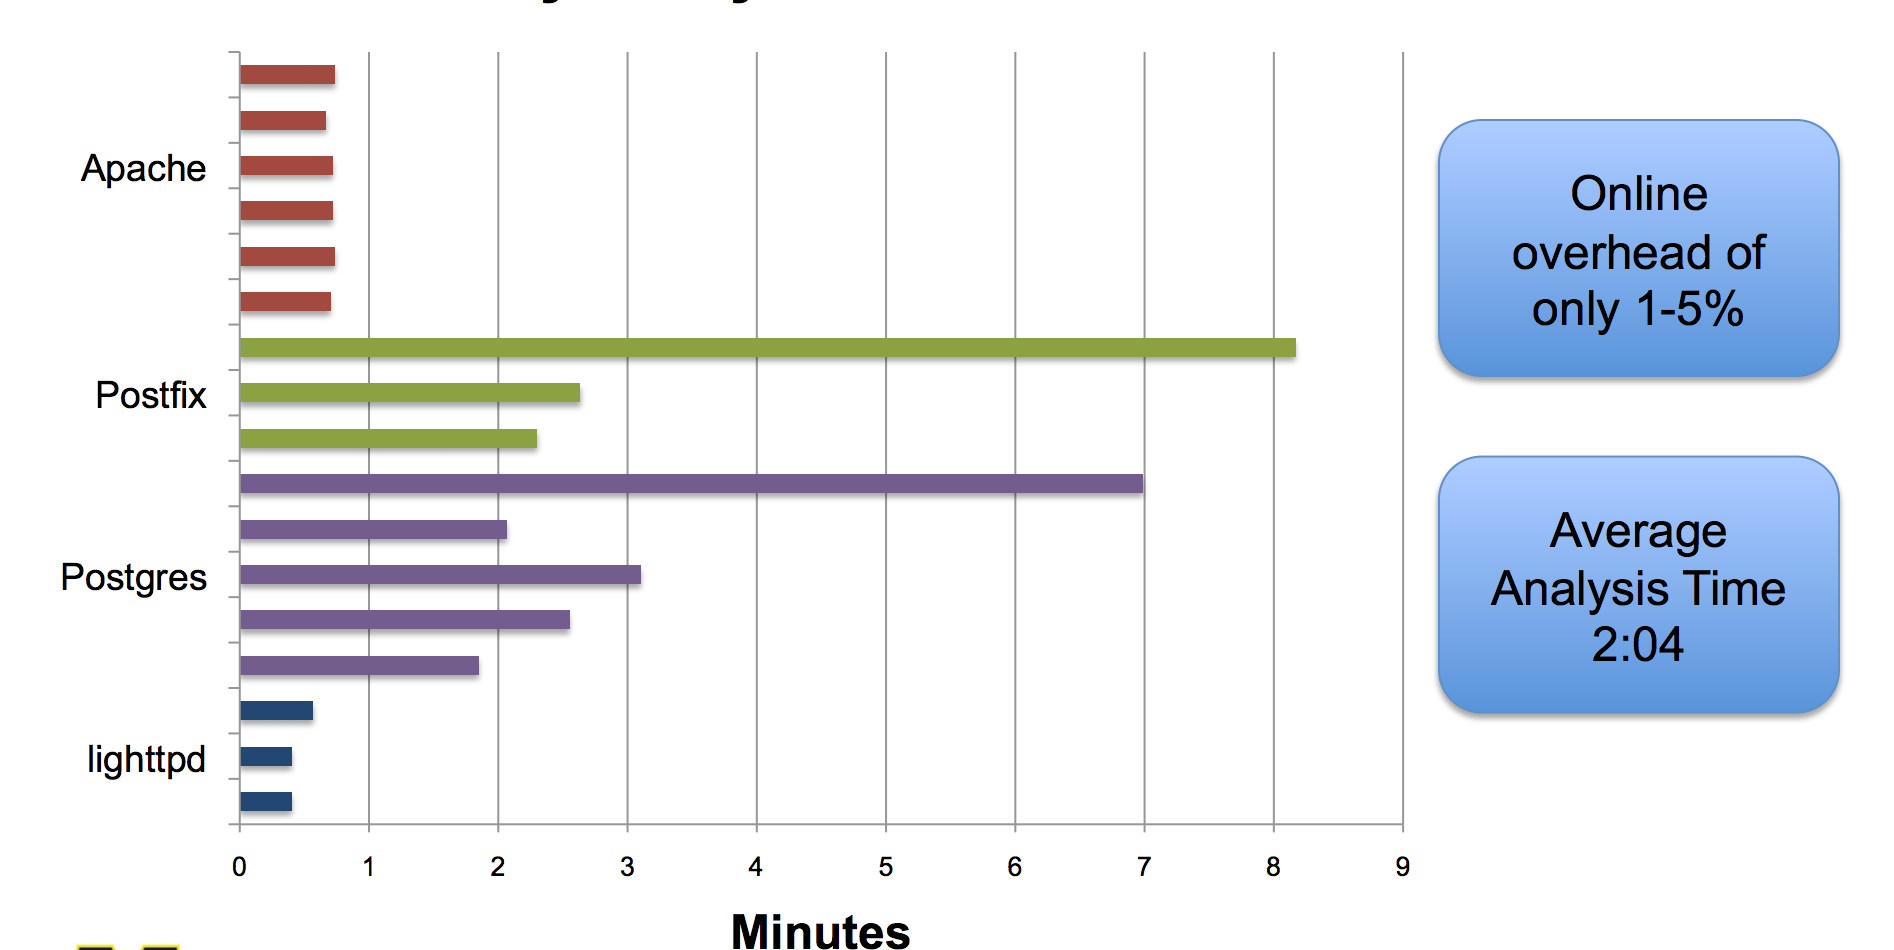 Apache
Postfix
Postgres
lighttpd
0 1 2 3 4 5 6 7 8 9
Minutes
Online
overhead of
only 1-5%
Average
Analysis Time
2:04